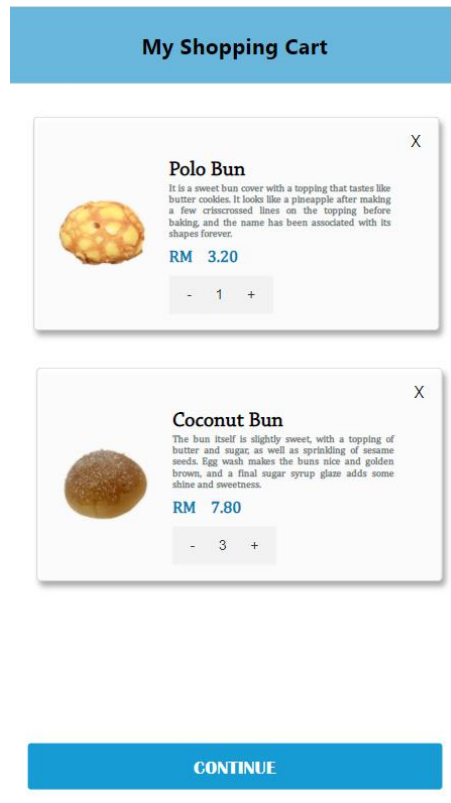 My Shopping Cart
X
Polo Bun
It is a sweet bun cover with a topping that tastes like
butter cookies. It looks like a pineapple after making
a few crisscrossed lines on the topping before
baking, and the name has been associated with its
shapes forever.
RM 3.20
- 1 +
X
Coconut Bun
The bun itself is slightly sweet, with a topping of
butter and sugar, as well as sprinkling of sesame
seeds. Egg wash makes the buns nice and golden
brown, and a final sugar syrup glaze adds some
shine and sweetness.
RM 7.80
- 3 +
CONTINUE